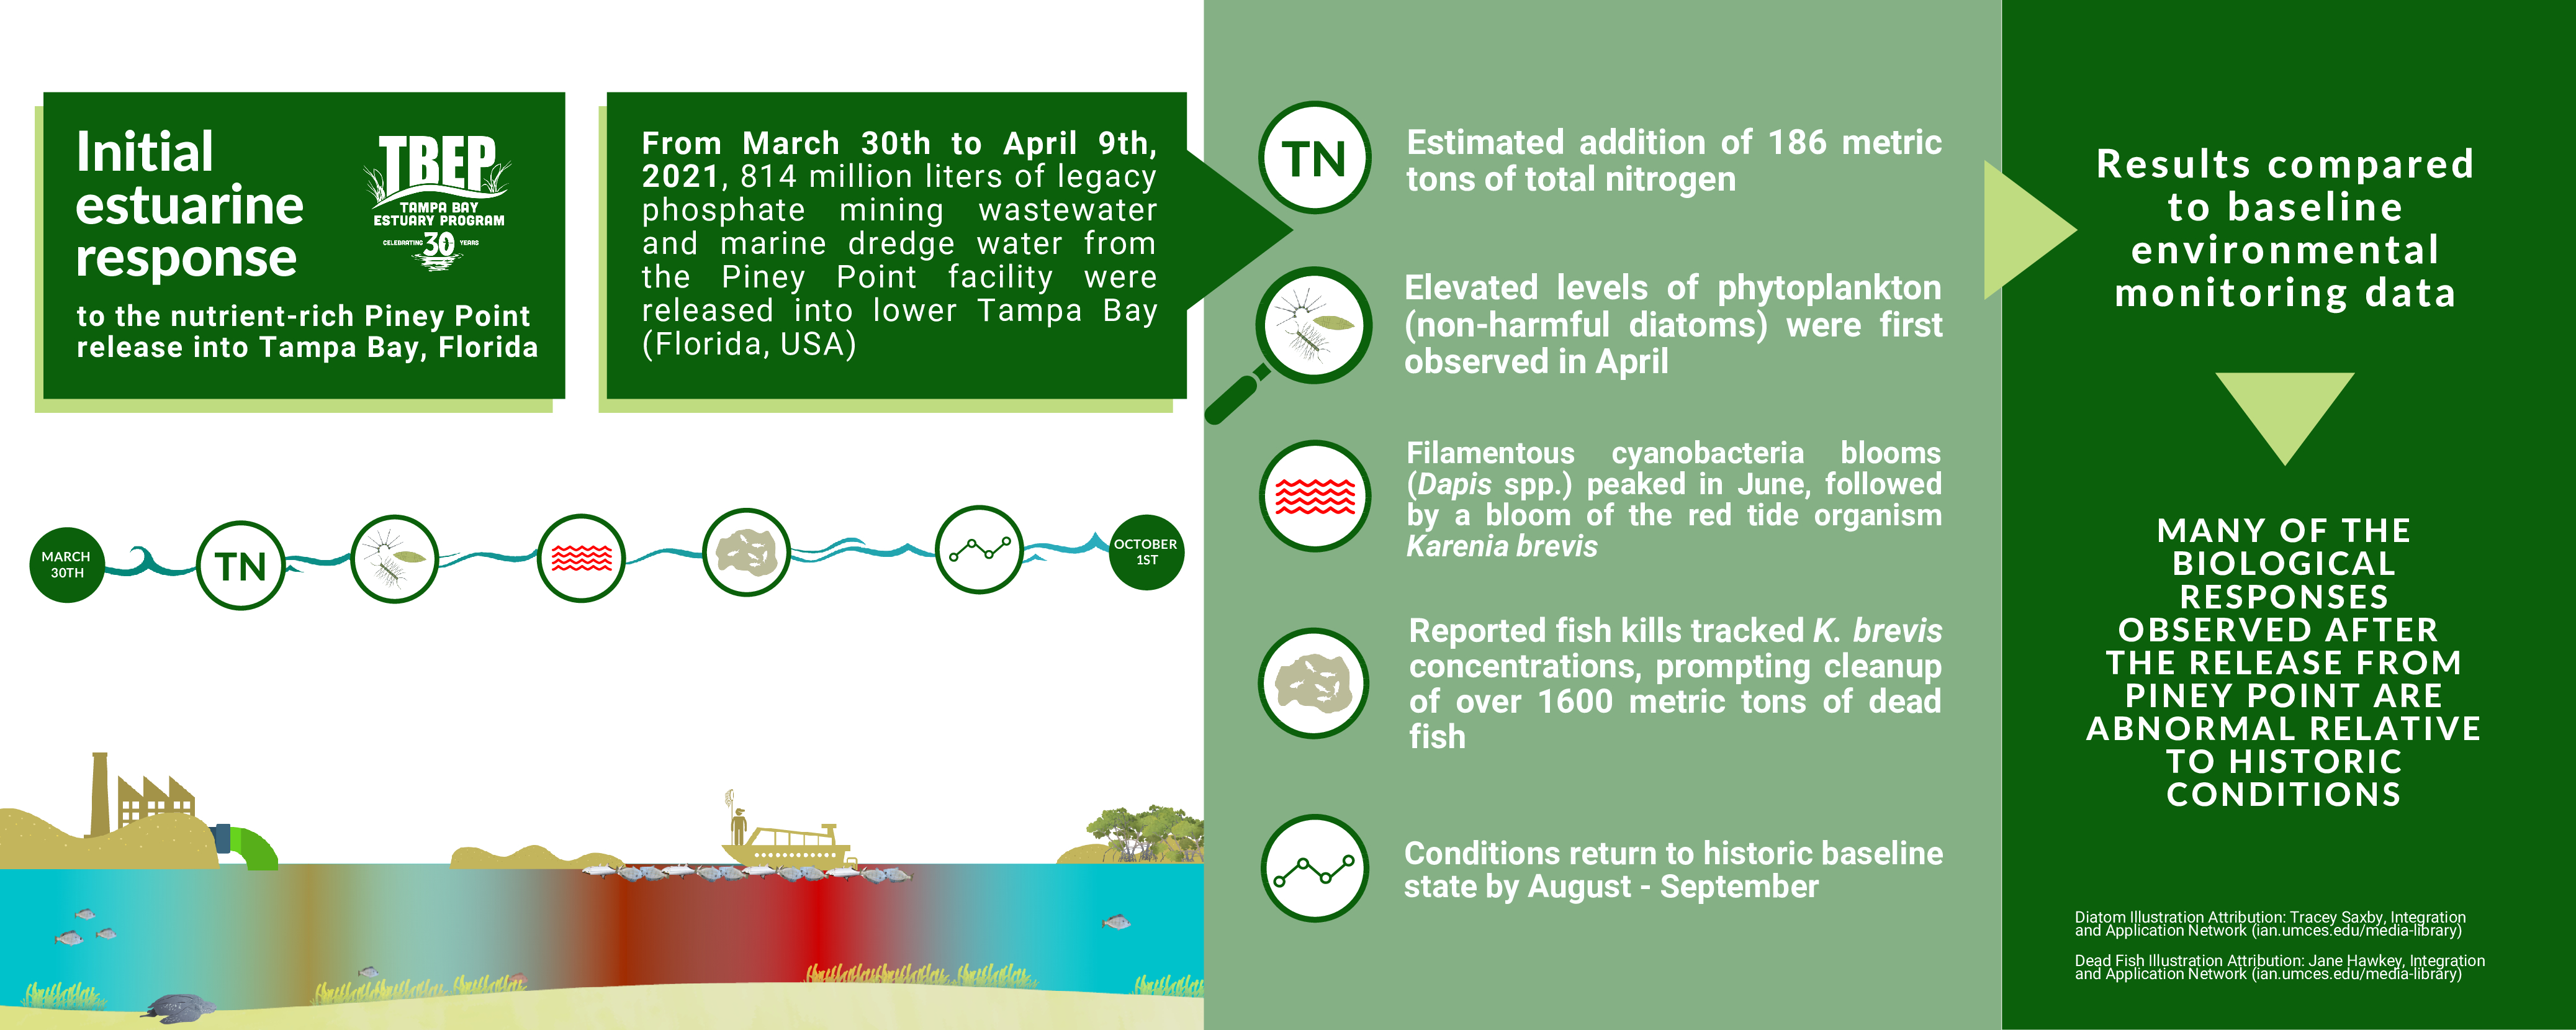 Initial
estuarine
response
TBEP
TAMPA BAY
ESTUARY PROGRAM
CELEBRATING 30 YEARS
to the nutrient-rich Piney Point
release into Tampa Bay, Florida
From March 30th to April 9th,
2021, 814 million liters of legacy
phosphate mining wastewater
and marine dredge water from
the Piney Point facility were
released into lower Tampa Bay
(Florida, USA)
MARCH
30TH
TN
OCTOBER
1ST
TN
Estimated addition of 186 metric
tons of total nitrogen
Elevated levels of phytoplankton
(non-harmful diatoms) were first
observed in April
Filamentous cyanobacteria blooms
(Dapis spp.) peaked in June, followed
by a bloom of the red tide organism
Karenia brevis
Reported fish kills tracked K. brevis
concentrations, prompting cleanup
of over 1600 metric tons of dead
fish
Conditions return to historic baseline
state by August - September
Results compared
to baseline
environmental
monitoring data
MANY OF THE
BIOLOGICAL
RESPONSES
OBSERVED AFTER
THE RELEASE FROM
PINEY POINT ARE
ABNORMAL RELATIVE
TO HISTORIC
CONDITIONS
Diatom Illustration Attribution: Tracey Saxby, Integration
and Application Network (ian.umces.edu/media-library)
Dead Fish Illustration Attribution: Jane Hawkey, Integration
and Application Network (ian.umces.edu/media-library)